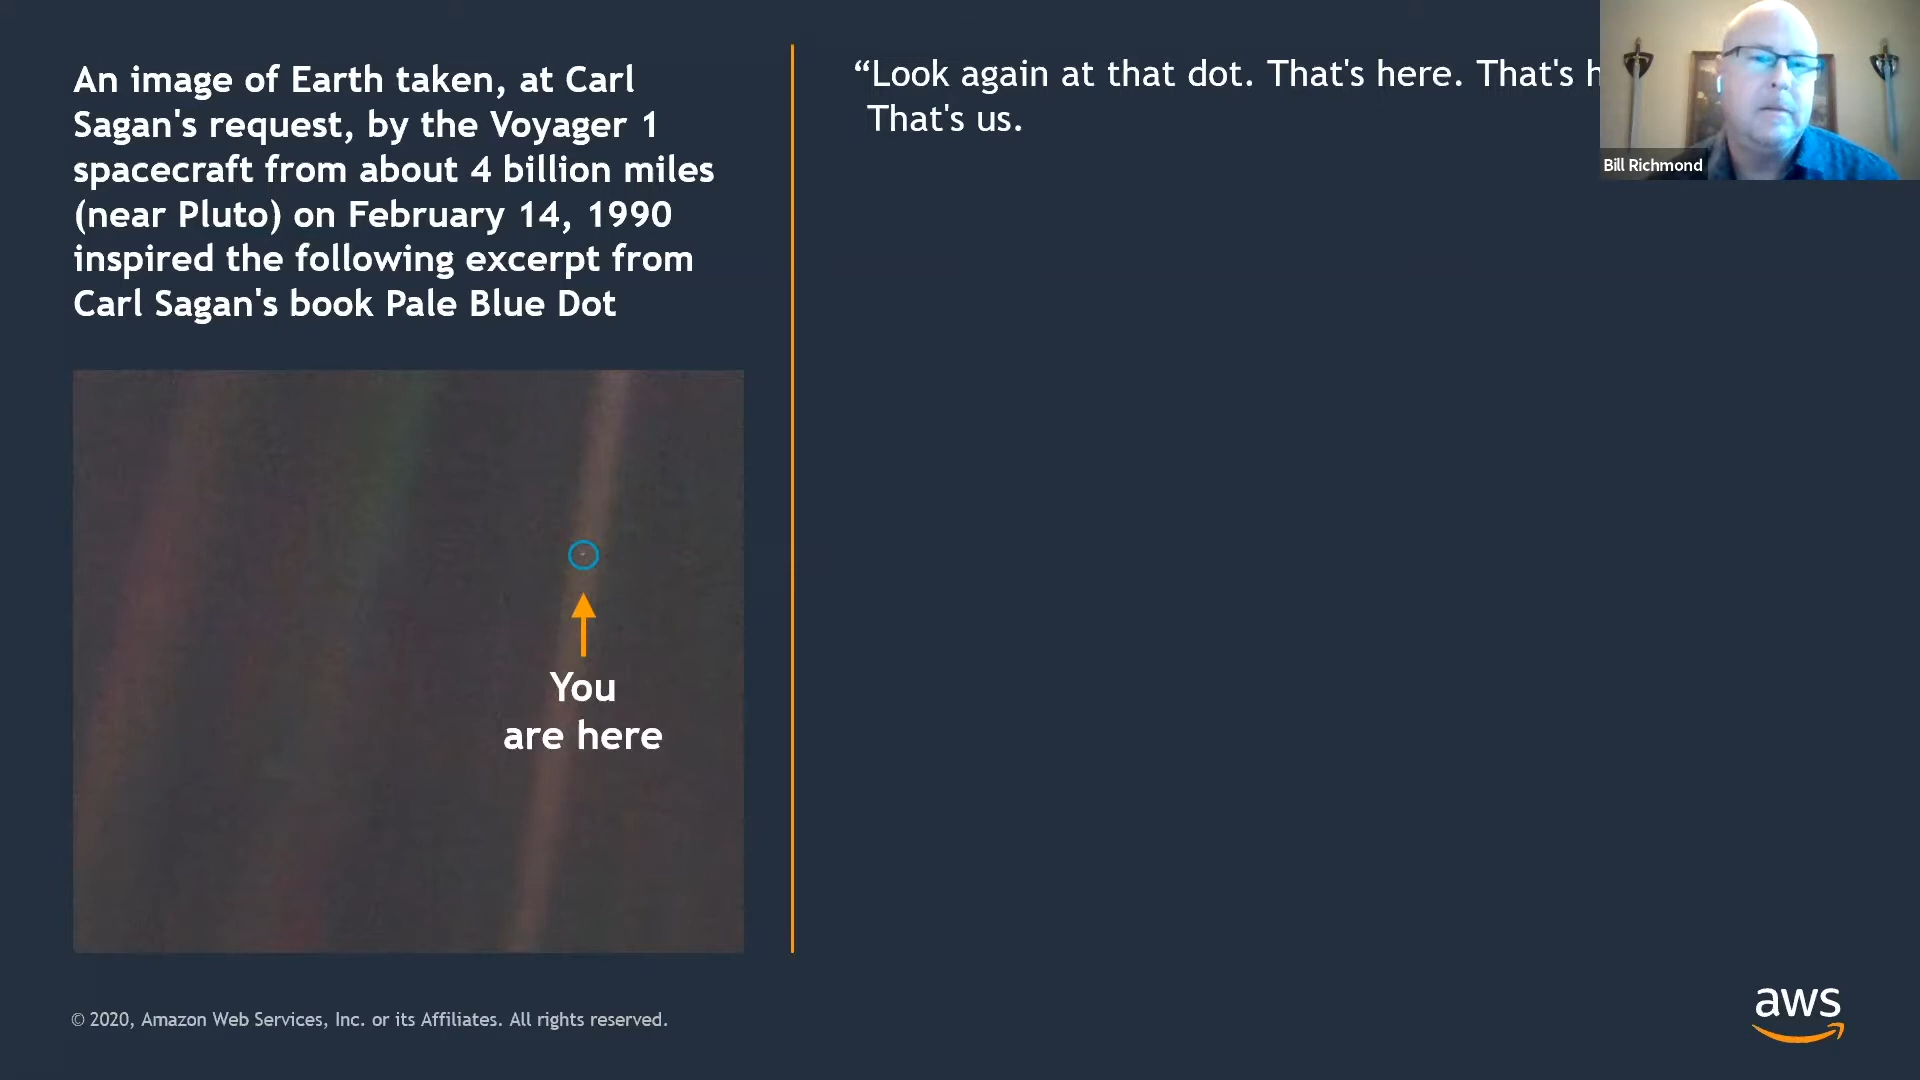 An image of Earth taken, at Carl
Sagan's request, by the Voyager 1
spacecraft from about 4 billion miles
(near Pluto) on February 14, 1990
inspired the following excerpt from
Carl Sagan's book Pale Blue Dot
You
are here
“Look again at that dot. That's here. That's h
That's us.
Bill Richmond
© 2020, Amazon Web Services, Inc. or its Affiliates. All rights reserved.
aws